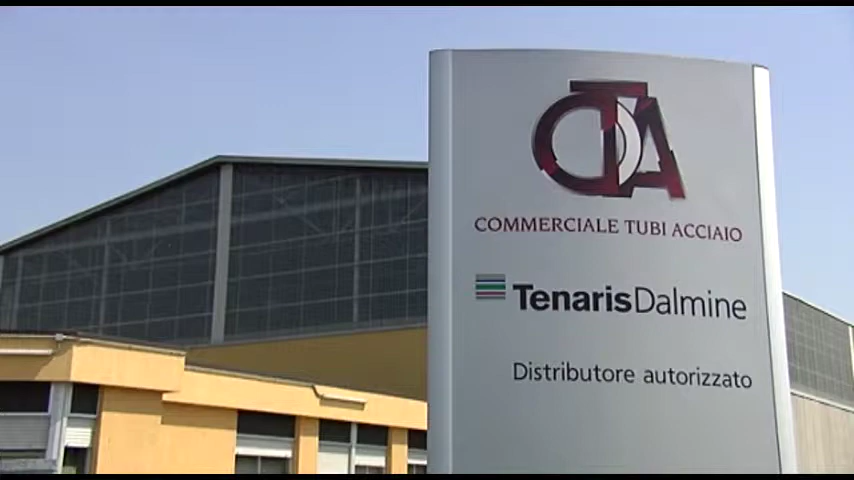 CTA
COMMERCIALE TUBI ACCIAIO
TenarisDalmine
Distributore autorizzato